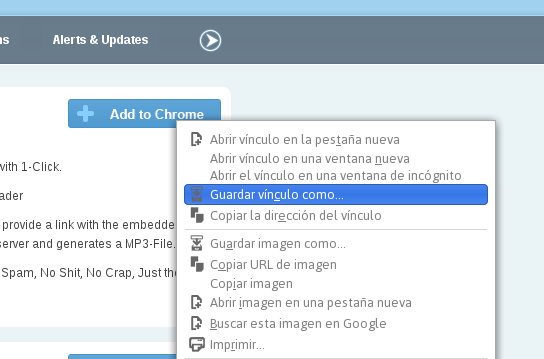 Alerts & Updates
Add to Chrome
with 1-Click.
provide a link with the embedde
server and generates a MP3-File.
Spam, No Shit, No Crap, Just the
Abrir vínculo en la pestaña nueva
Abrir vínculo en una ventana nueva
Abrir el vínculo en una ventana de incógnito
Guardar vínculo como...
Copiar la dirección del vínculo
Guardar imagen como...
Copiar URL de imagen
Copiar imagen
Abrir imagen en una pestaña nueva
Buscar esta imagen en Google
Imprimir...